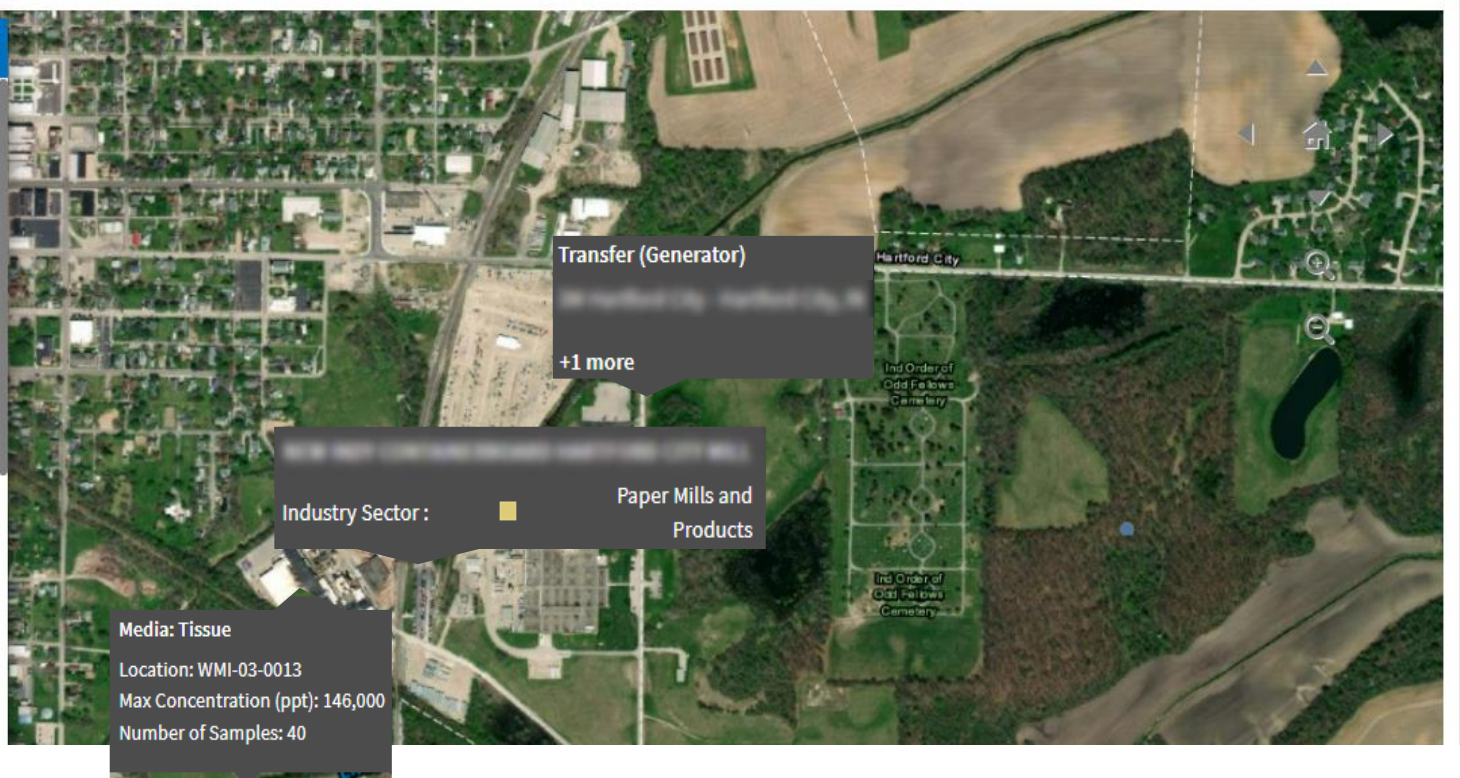 Transfer (Generator)
Hartford City
+1 more
Ind Order of
Odd Fellows
Cemetery
Industry Sector :
Paper Mills and
Products
Ind Order of
Odd Fellows
Cemetery
Media: Tissue
Location: WMI-03-0013
Max Concentration (ppt): 146,000
Number of Samples: 40